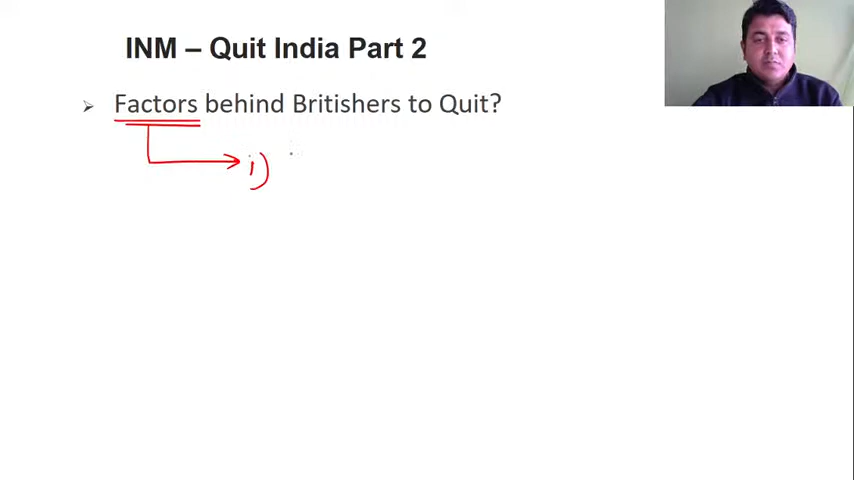 INM – Quit India Part 2
Factors behind Britishers to Quit?
i)